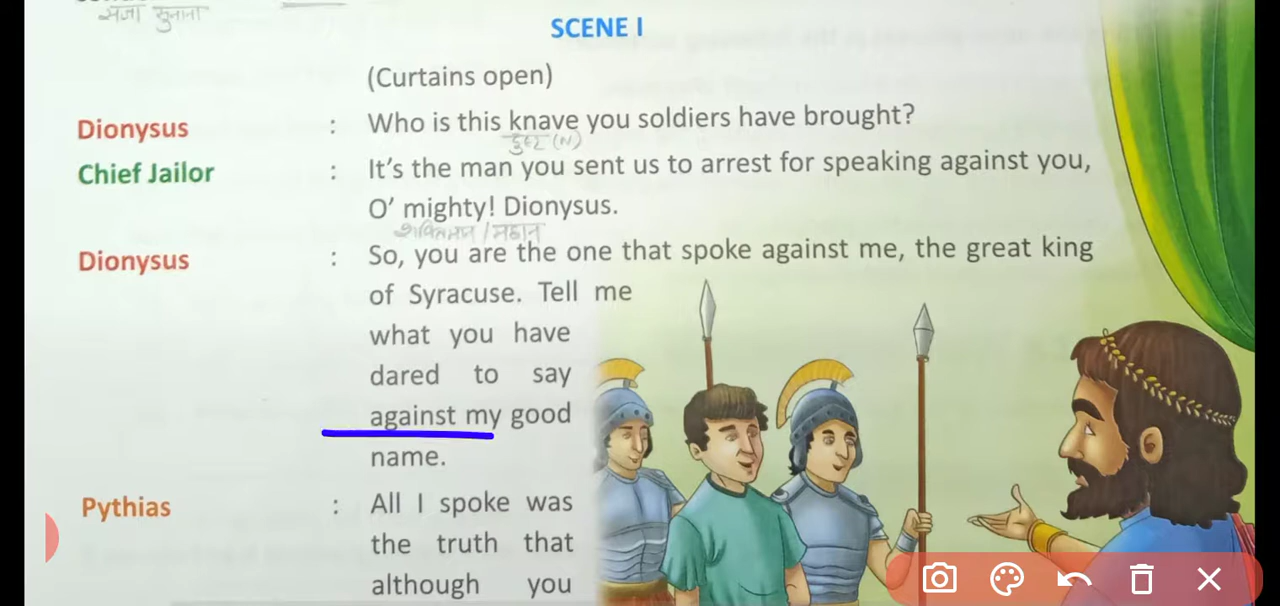 सजा सुनाना
SCENE I
(Curtains open)
Dionysus : Who is this knave you soldiers have brought?
(N)
Chief Jailor : It's the man you sent us to arrest for speaking against you,
O' mighty! Dionysus.
शक्तिमान / महान
Dionysus : So, you are the one that spoke against me, the great king
of Syracuse. Tell me
what you have
dared to say
against my good
name.
Pythias : All I spoke was
the truth that
although you